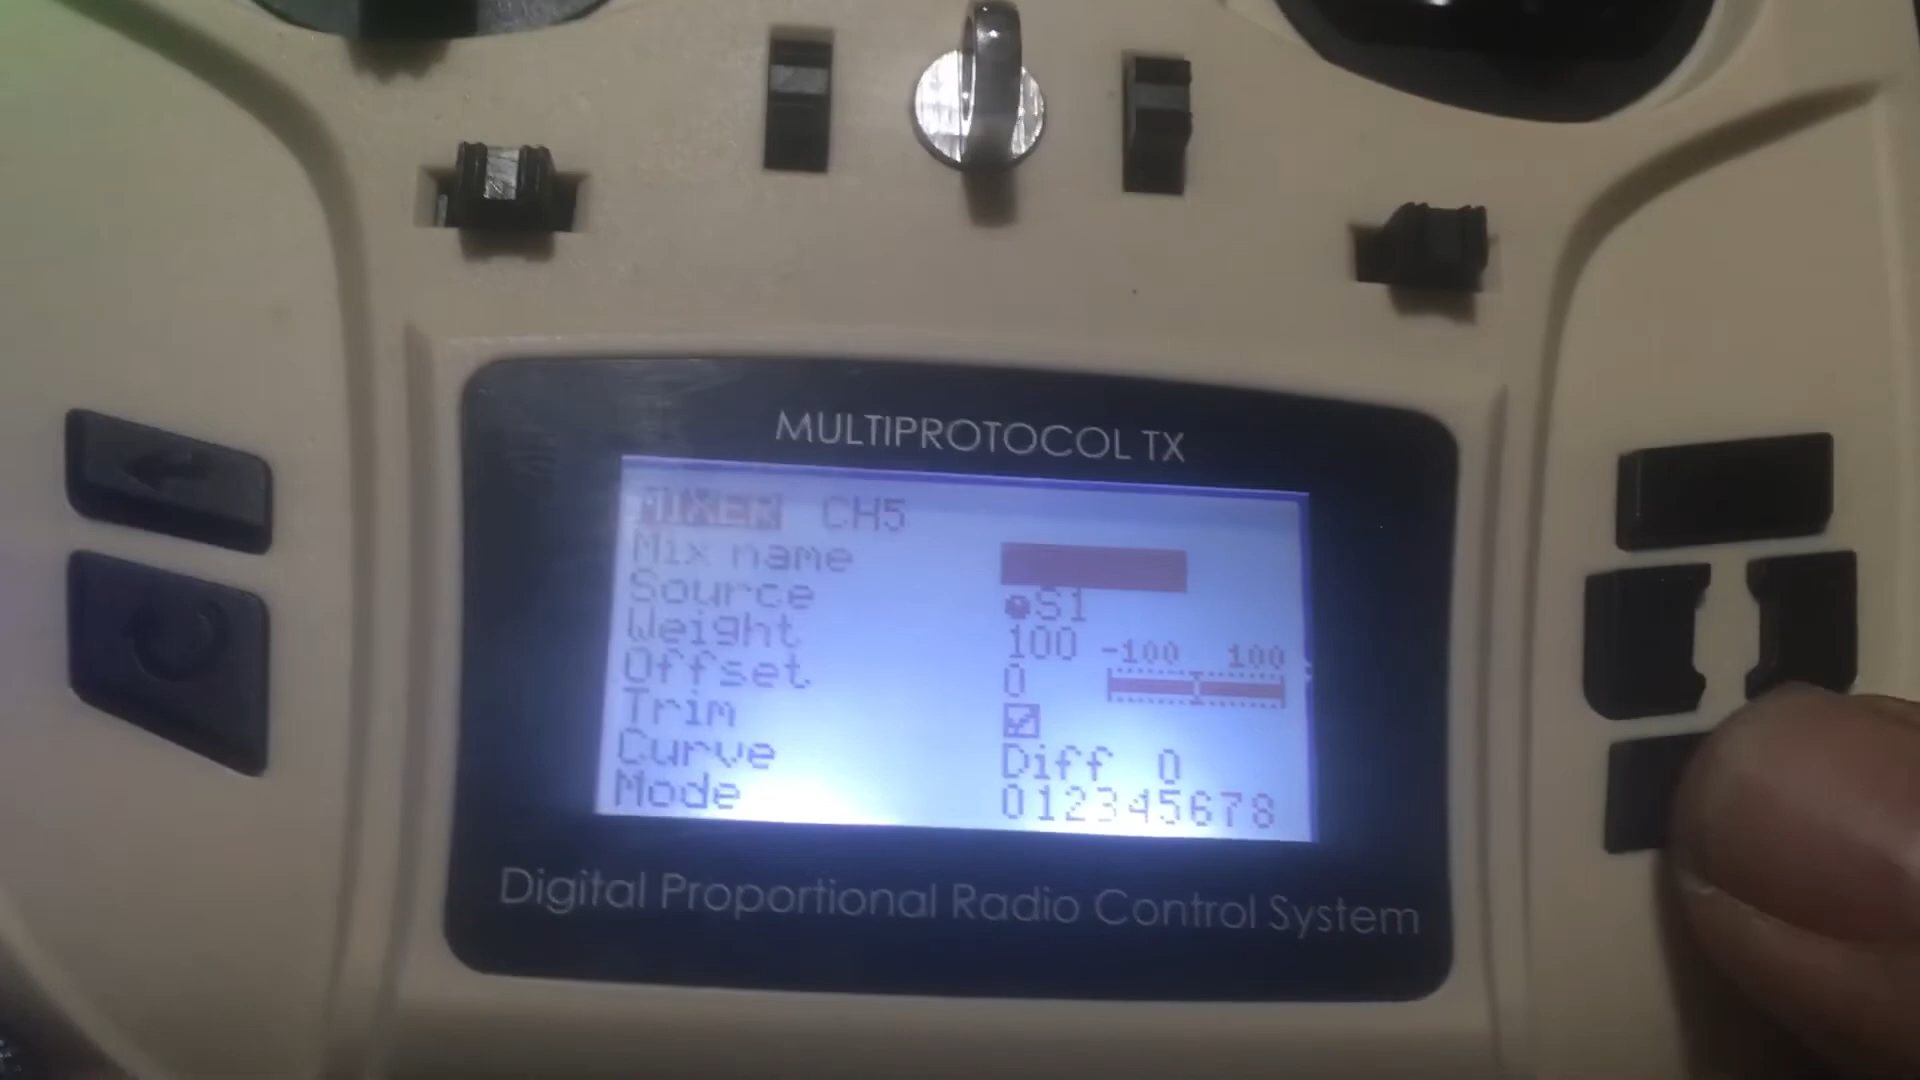 MULTIPROTOCOL TX
MIXER CH5
Mix name
Source S1
Weight 100 -100 100
Offset 0
Trim
Curve Diff 0
Mode 012345678
Digital Proportional Radio Control System